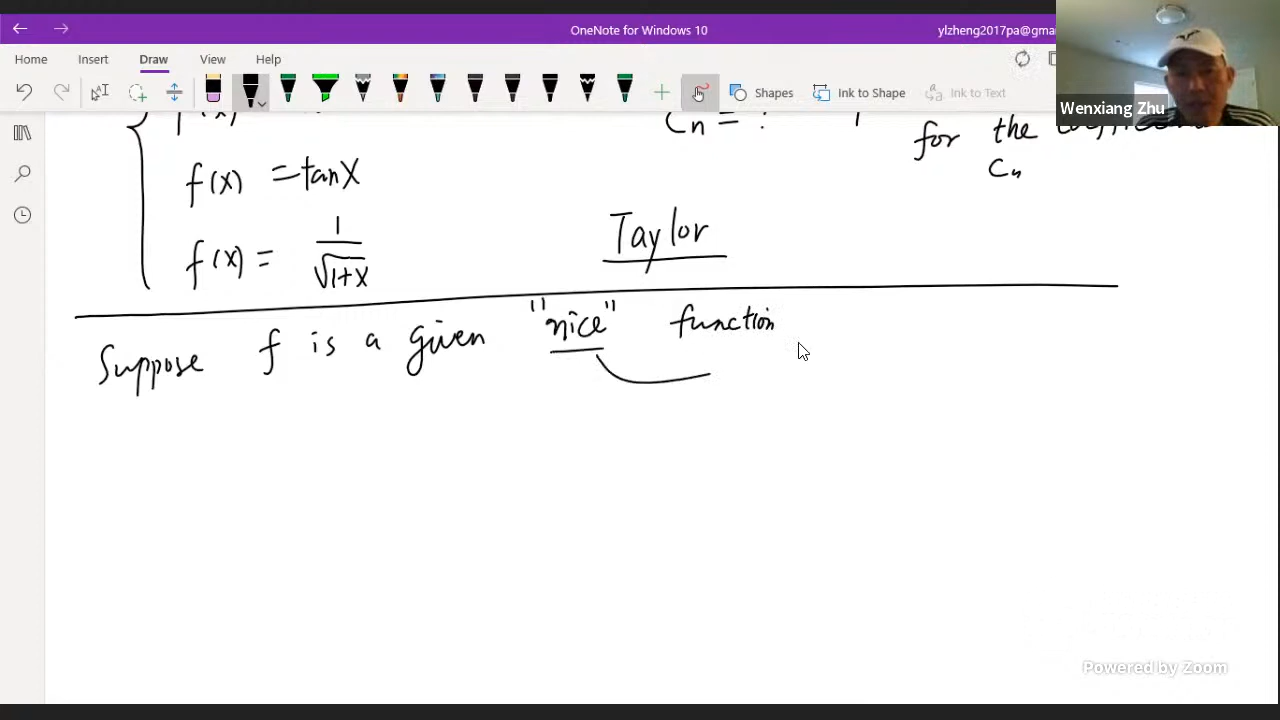 OneNote for Windows 10
ylzheng2017pa@gma
Home Insert Draw View Help
Shapes Ink to Shape Ink to Text
Wenxiang Zhu
Cn = ?
for the
Cn
f(x) = tanx
f(x) = 1/√1+x
Taylor
Suppose f is a given "nice" function
Powered by Zoom